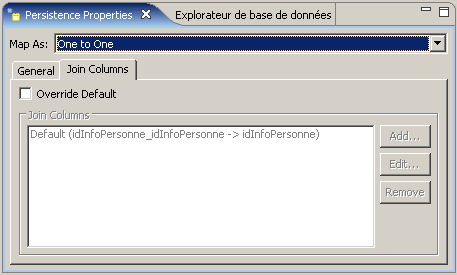 Persistence Properties Explorateur de base de données
Map As: One to One
General Join Columns
Override Default
Join Columns
Default (idInfoPersonne_idInfoPersonne -> idInfoPersonne)
Add...
Edit...
Remove